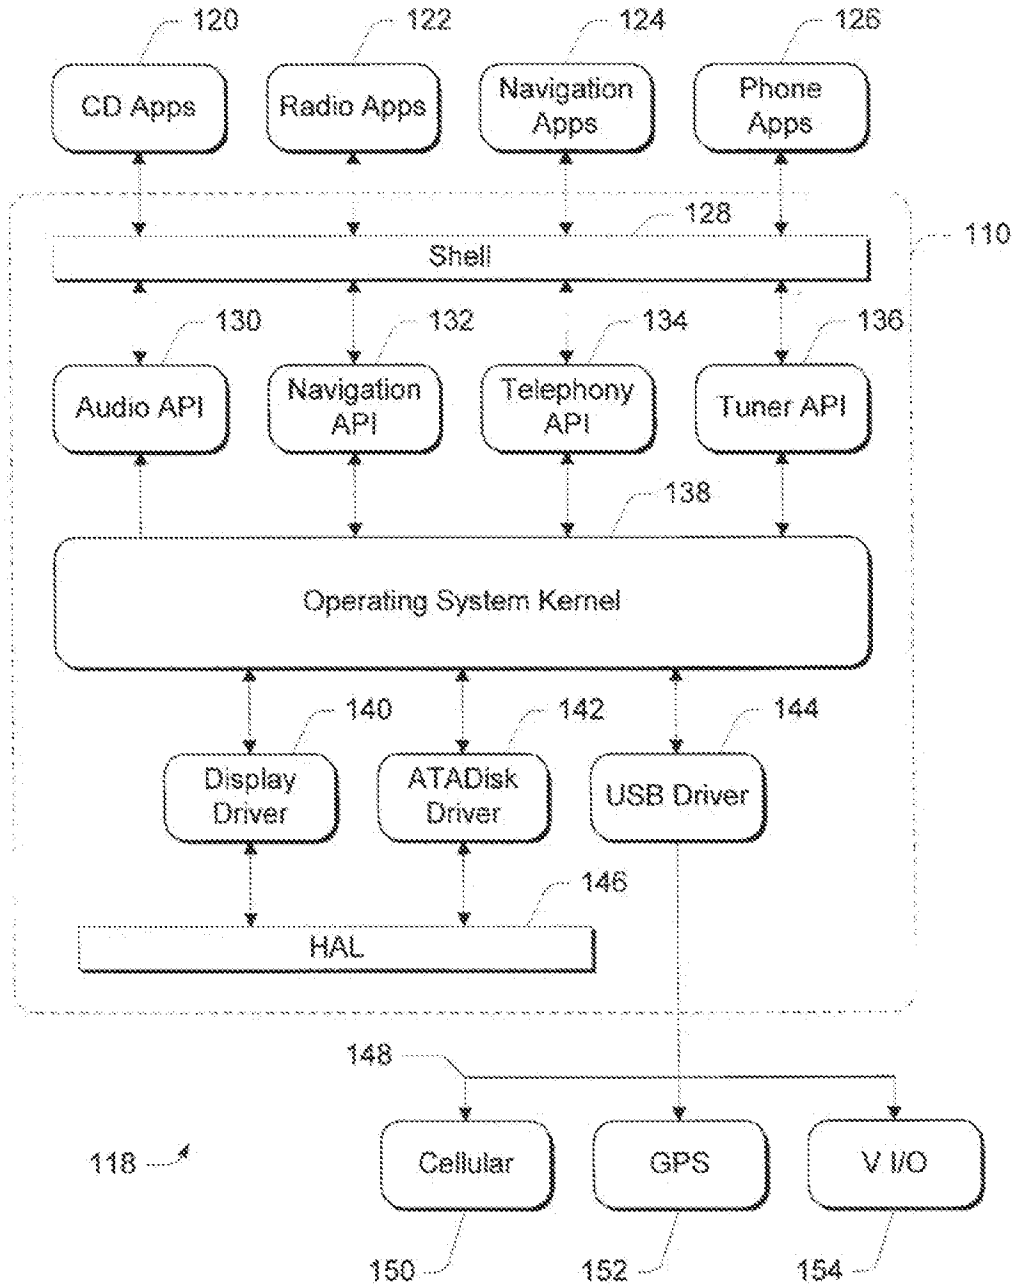 120
122
124
126
CD Apps
Radio Apps
Navigation
Apps
Phone
Apps
128
110
Shell
130
132
134
136
Audio API
Navigation
API
Telephony
API
Tuner API
138
Operating System Kernel
140
142
144
Display
Driver
ATADisk
Driver
USB Driver
146
HAL
148
118
Cellular
GPS
V I/O
150
152
154